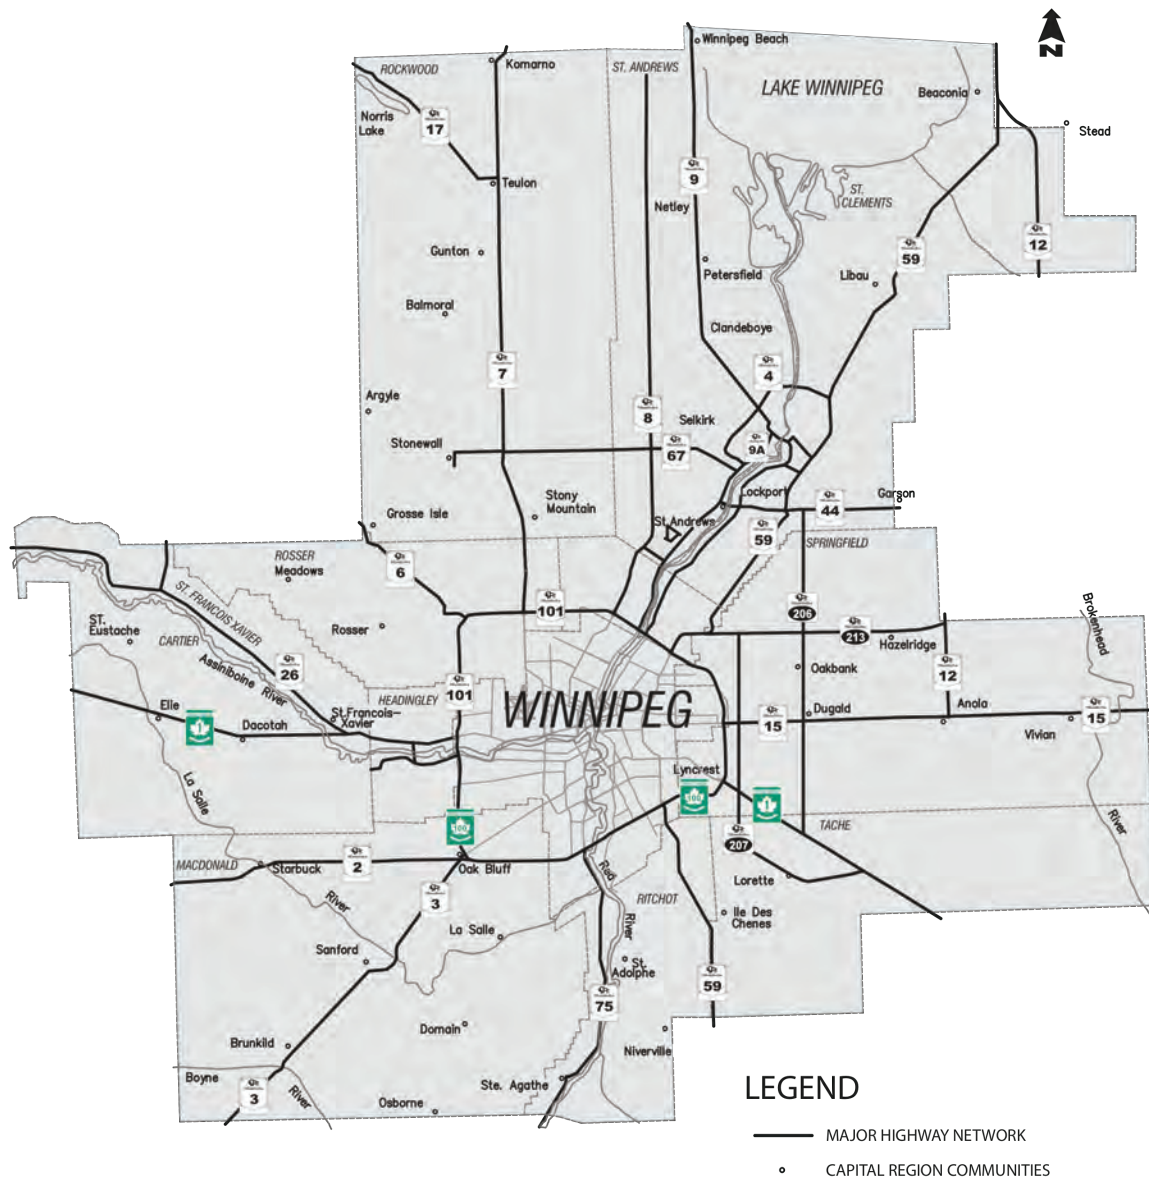 N
Winnipeg Beach
Komarno
ROCKWOOD
ST. ANDREWS
LAKE WINNIPEG
Beaconia
Norris
Lake
17
Stead
9
Teulon
ST.
CLEMENTS
Netley
12
Gunton
59
Petersfield
Libau
Balmoral
Clandeboye
7
4
Argyle
8
Selkirk
Stonewall
67
9A
Lockport
Garson
Stony
Mountain
44
Grosse Isle
St.Andrews
59
SPRINGFIELD
ROSSER
Meadows
6
ST. FRANCOIS XAVIER
101
206
Brokenhead
ST.
Eustache
Rosser
213
CARTIER
Hazelridge
Assiniboine River
26
Oakbank
12
101
HEADINGLEY
WINNIPEG
Elie
St.Francois-
Xavier
Dugald
Anola
1
Dacotah
15
15
Vivian
La Salle
Lyncrest
100
1
100
River
TACHE
207
MACDONALD
Starbuck
2
Oak Bluff
Red
Lorette
River
3
RITCHOT
Ile Des
Chenes
La Salle
River
Sanford
St.
Adolphe
59
75
Domain
Brunkild
Niverville
Boyne
Ste. Agathe
3
River
Osborne
LEGEND
MAJOR HIGHWAY NETWORK
CAPITAL REGION COMMUNITIES